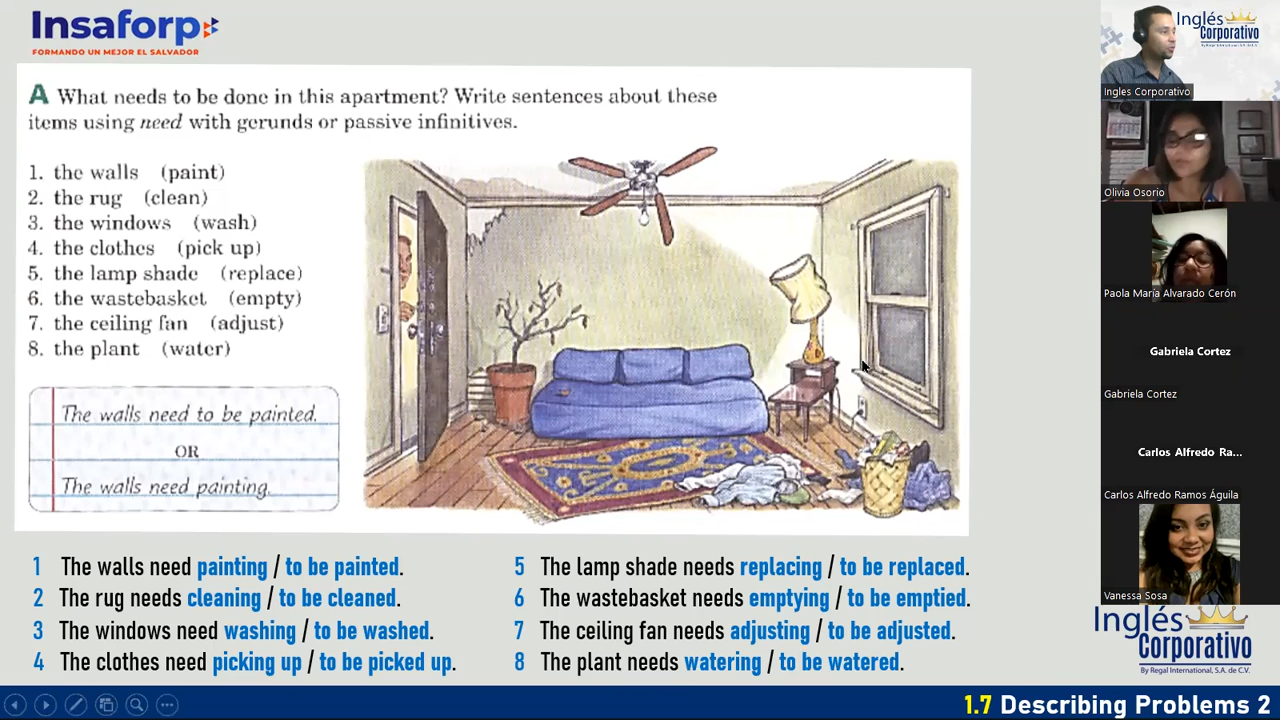 Insaforp
FORMANDO UN MEJOR EL SALVADOR
A What needs to be done in this apartment? Write sentences about these
items using need with gerunds or passive infinitives.
1. the walls (paint)
2. the rug (clean)
3. the windows (wash)
4. the clothes (pick up)
5. the lamp shade (replace)
6. the wastebasket (empty)
7. the ceiling fan (adjust)
8. the plant (water)
The walls need to be painted.
OR
The walls need painting.
1 The walls need painting / to be painted.
2 The rug needs cleaning / to be cleaned.
3 The windows need washing / to be washed.
4 The clothes need picking up / to be picked up.
5 The lamp shade needs replacing / to be replaced.
6 The wastebasket needs emptying / to be emptied.
7 The ceiling fan needs adjusting / to be adjusted.
8 The plant needs watering / to be watered.
1.7 Describing Problems 2
Inglés
Corporativo
By Regal International, S.A. de C.V.
Ingles Corporativo
Olivia Osorio
Paola María Alvarado Cerón
Gabriela Cortez
Gabriela Cortez
Carlos Alfredo Ra...
Carlos Alfredo Ramos Águila
Vanessa Sosa
Inglés
Corporativo
By Regal International, S.A. de C.V.